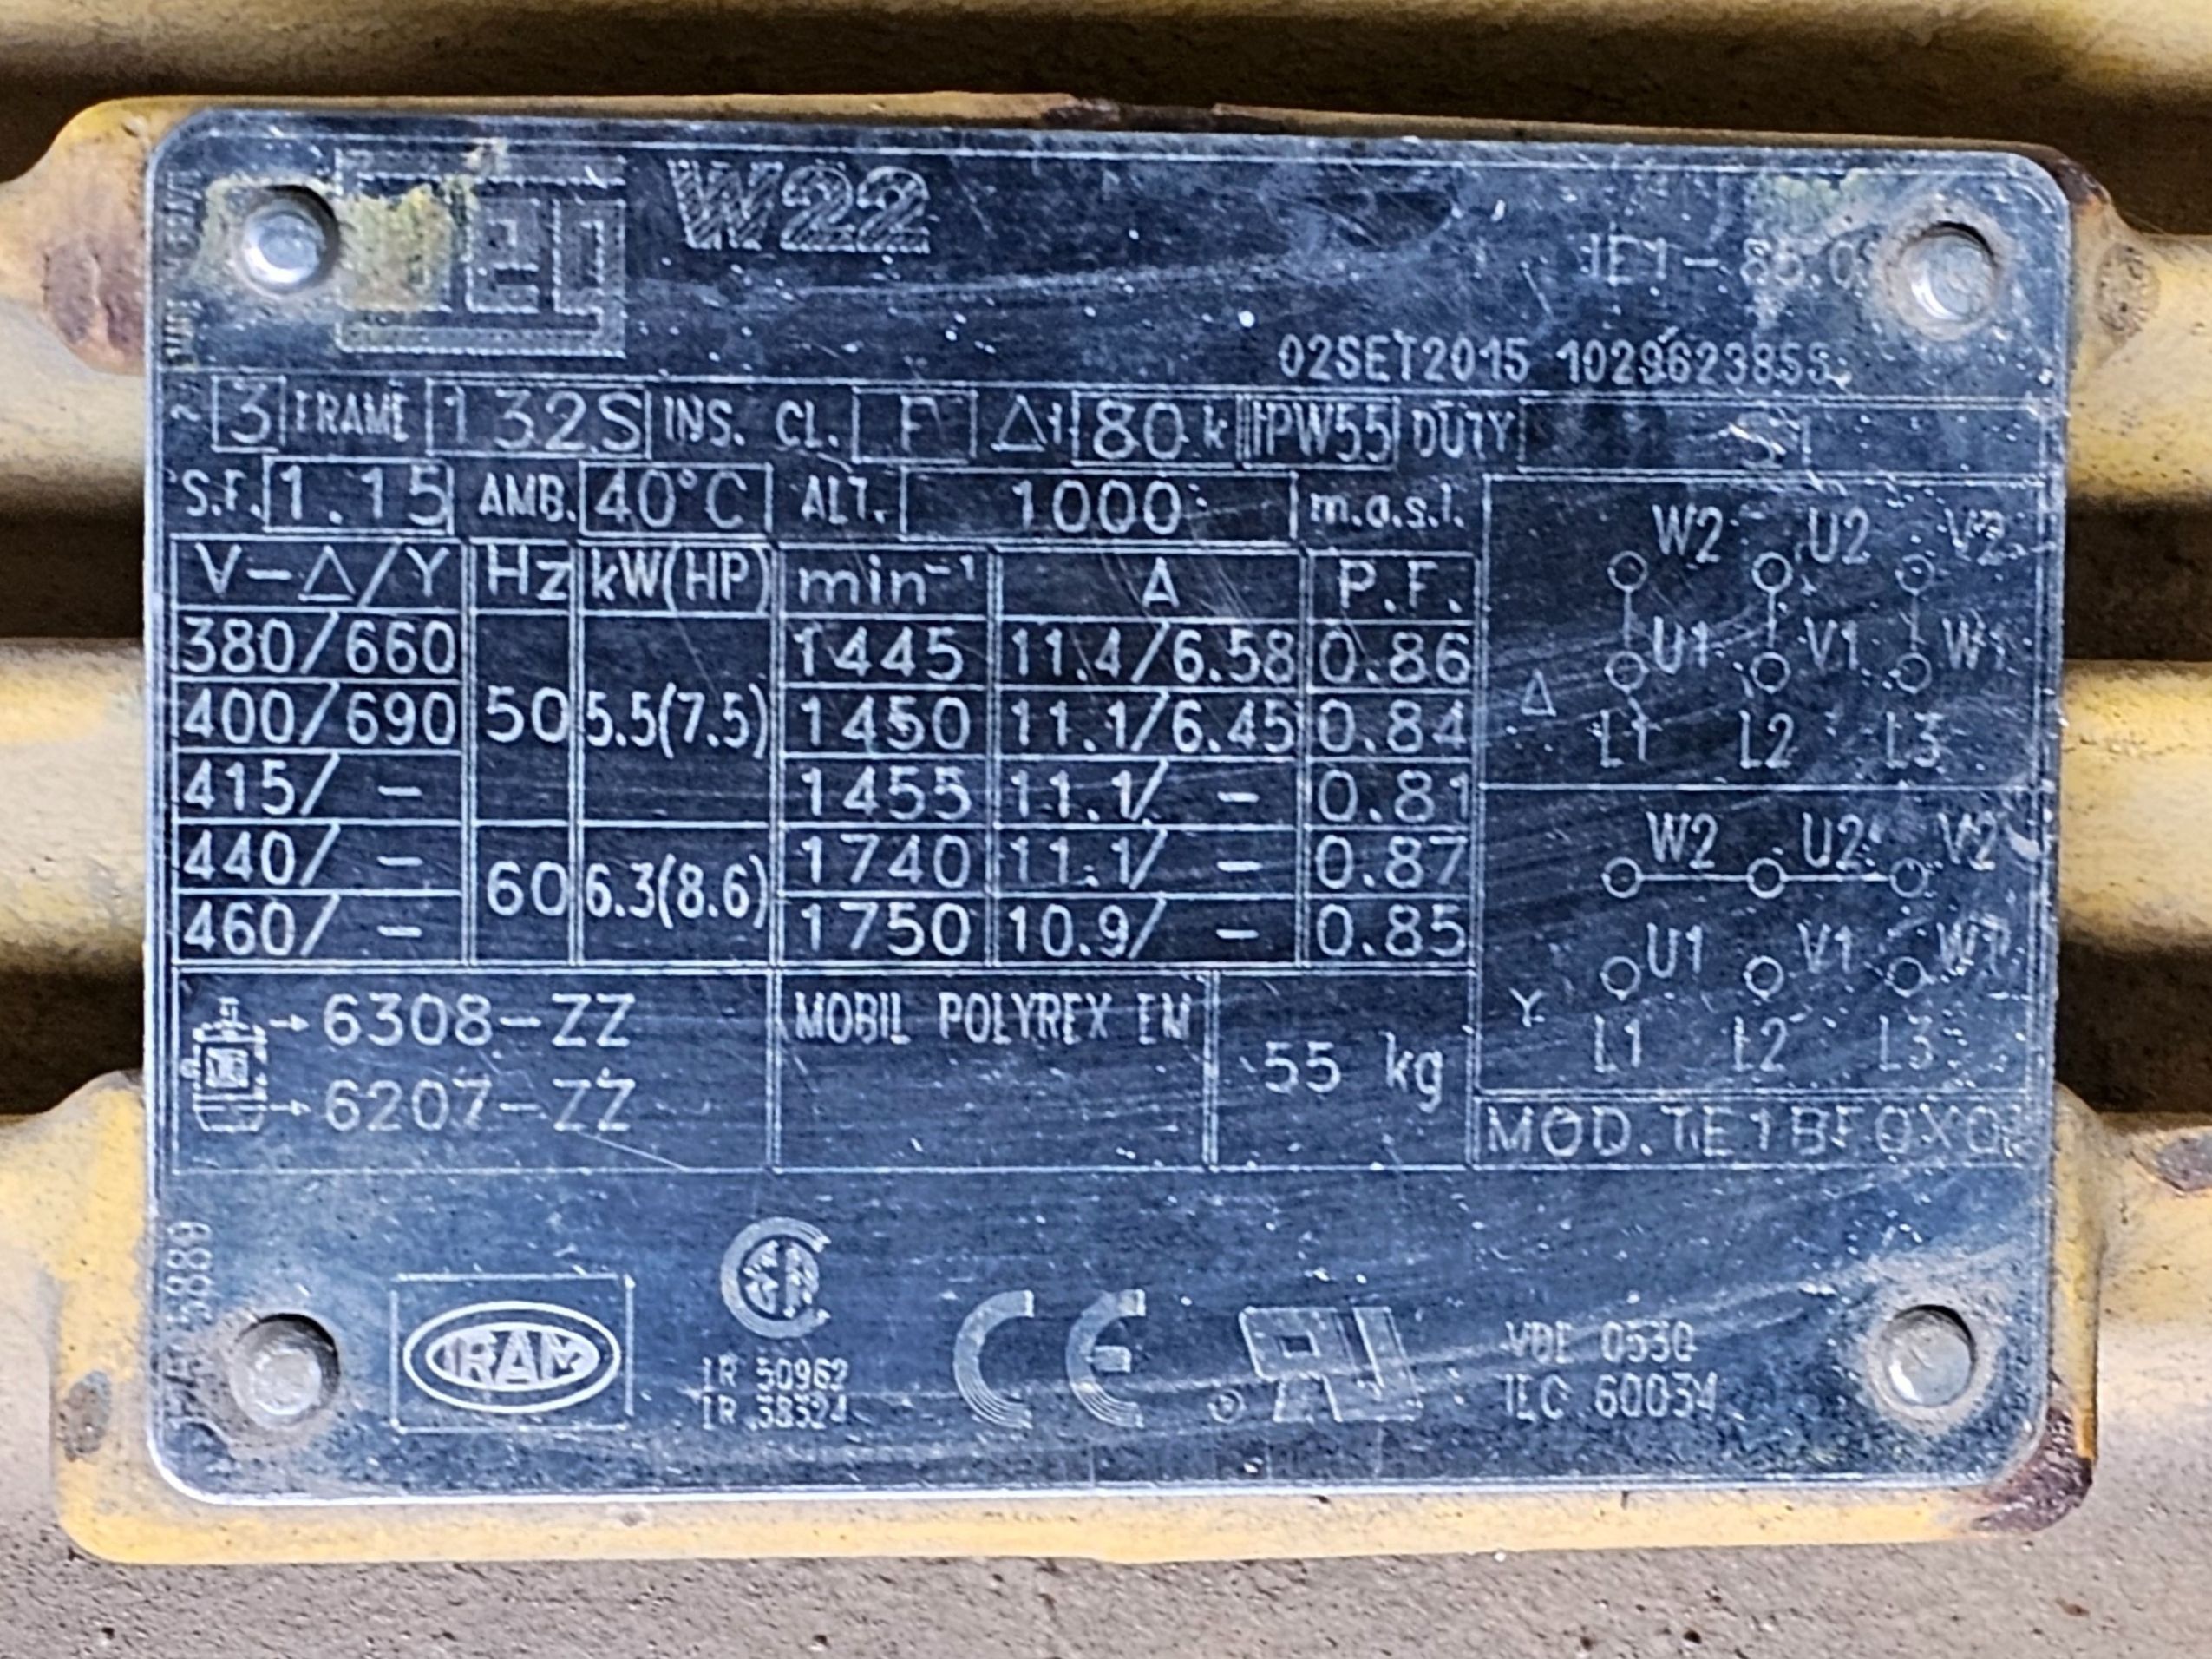 weg W22
IE1-
02SET2015 1029623855
~ 3 FRAME 132S INS. CL. F Δt 80 k IPW55 DUTY S1
S.F. 1.15 AMB. 40°C ALT. 1000 m.a.s.l.
V-Δ/Y Hz kW(HP) min⁻¹ A P.F.
380/660 50 5.5(7.5) 1445 11.4/6.58 0.86
400/690 1450 11.1/6.45 0.84
415/ - 1455 11.1/ - 0.81
440/ - 60 6.3(8.6) 1740 11.1/ - 0.87
460/ - 1750 10.9/ - 0.85
W2 U2 V2
U1 V1 W1
Δ
L1 L2 L3
W2 U2 V2
U1 V1 W1
Y
L1 L2 L3
→ 6308-ZZ
→ 6207-ZZ
MOBIL POLYREX EM
55 kg
MOD.TE1BF0X0
IRAM
LR 50962
LR 38324
CE
VDE 0530
IEC 60034